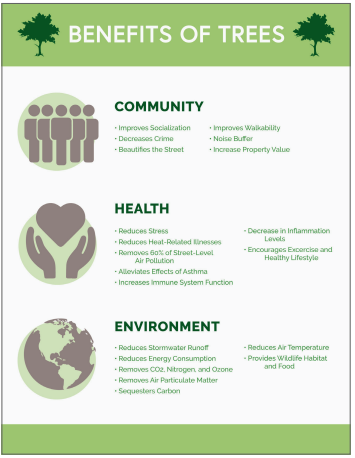 BENEFITS OF TREES
COMMUNITY
• Improves Socialization
• Decreases Crime
• Beautifies the Street
• Improves Walkability
• Noise Buffer
• Increase Property Value
HEALTH
• Reduces Stress
• Reduces Heat-Related Illnesses
• Removes 60% of Street-Level
Air Pollution
• Alleviates Effects of Asthma
• Increases Immune System Function
• Decrease in Inflammation
Levels
• Encourages Excercise and
Healthy Lifestyle
ENVIRONMENT
• Reduces Stormwater Runoff
• Reduces Energy Consumption
• Removes CO2, Nitrogen, and Ozone
• Removes Air Particulate Matter
• Sequesters Carbon
• Reduces Air Temperature
• Provides Wildlife Habitat
and Food